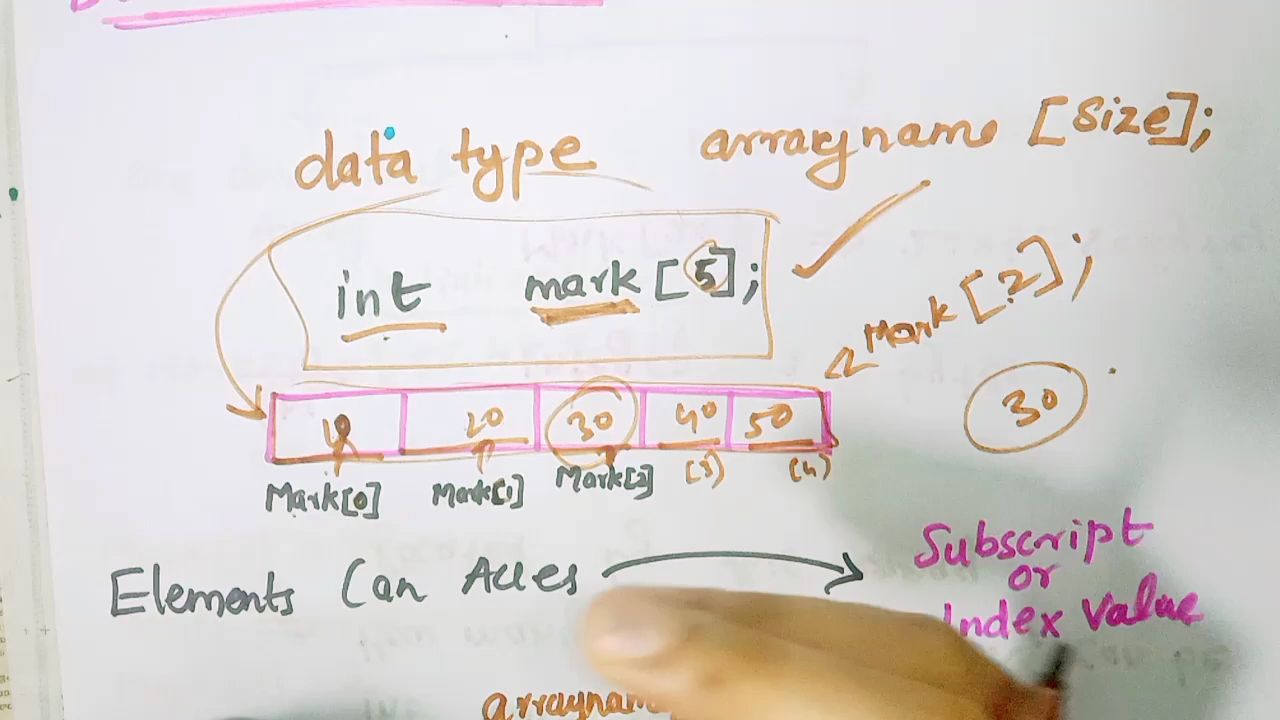 data type arrayname [Size];
int mark[5];
Mark[2];
10 20 30 40 50
30
Mark[0] Mark[1] Mark[2] (3) (4)
Elements Can Acces
Subscript
or
Index Value
arraynam